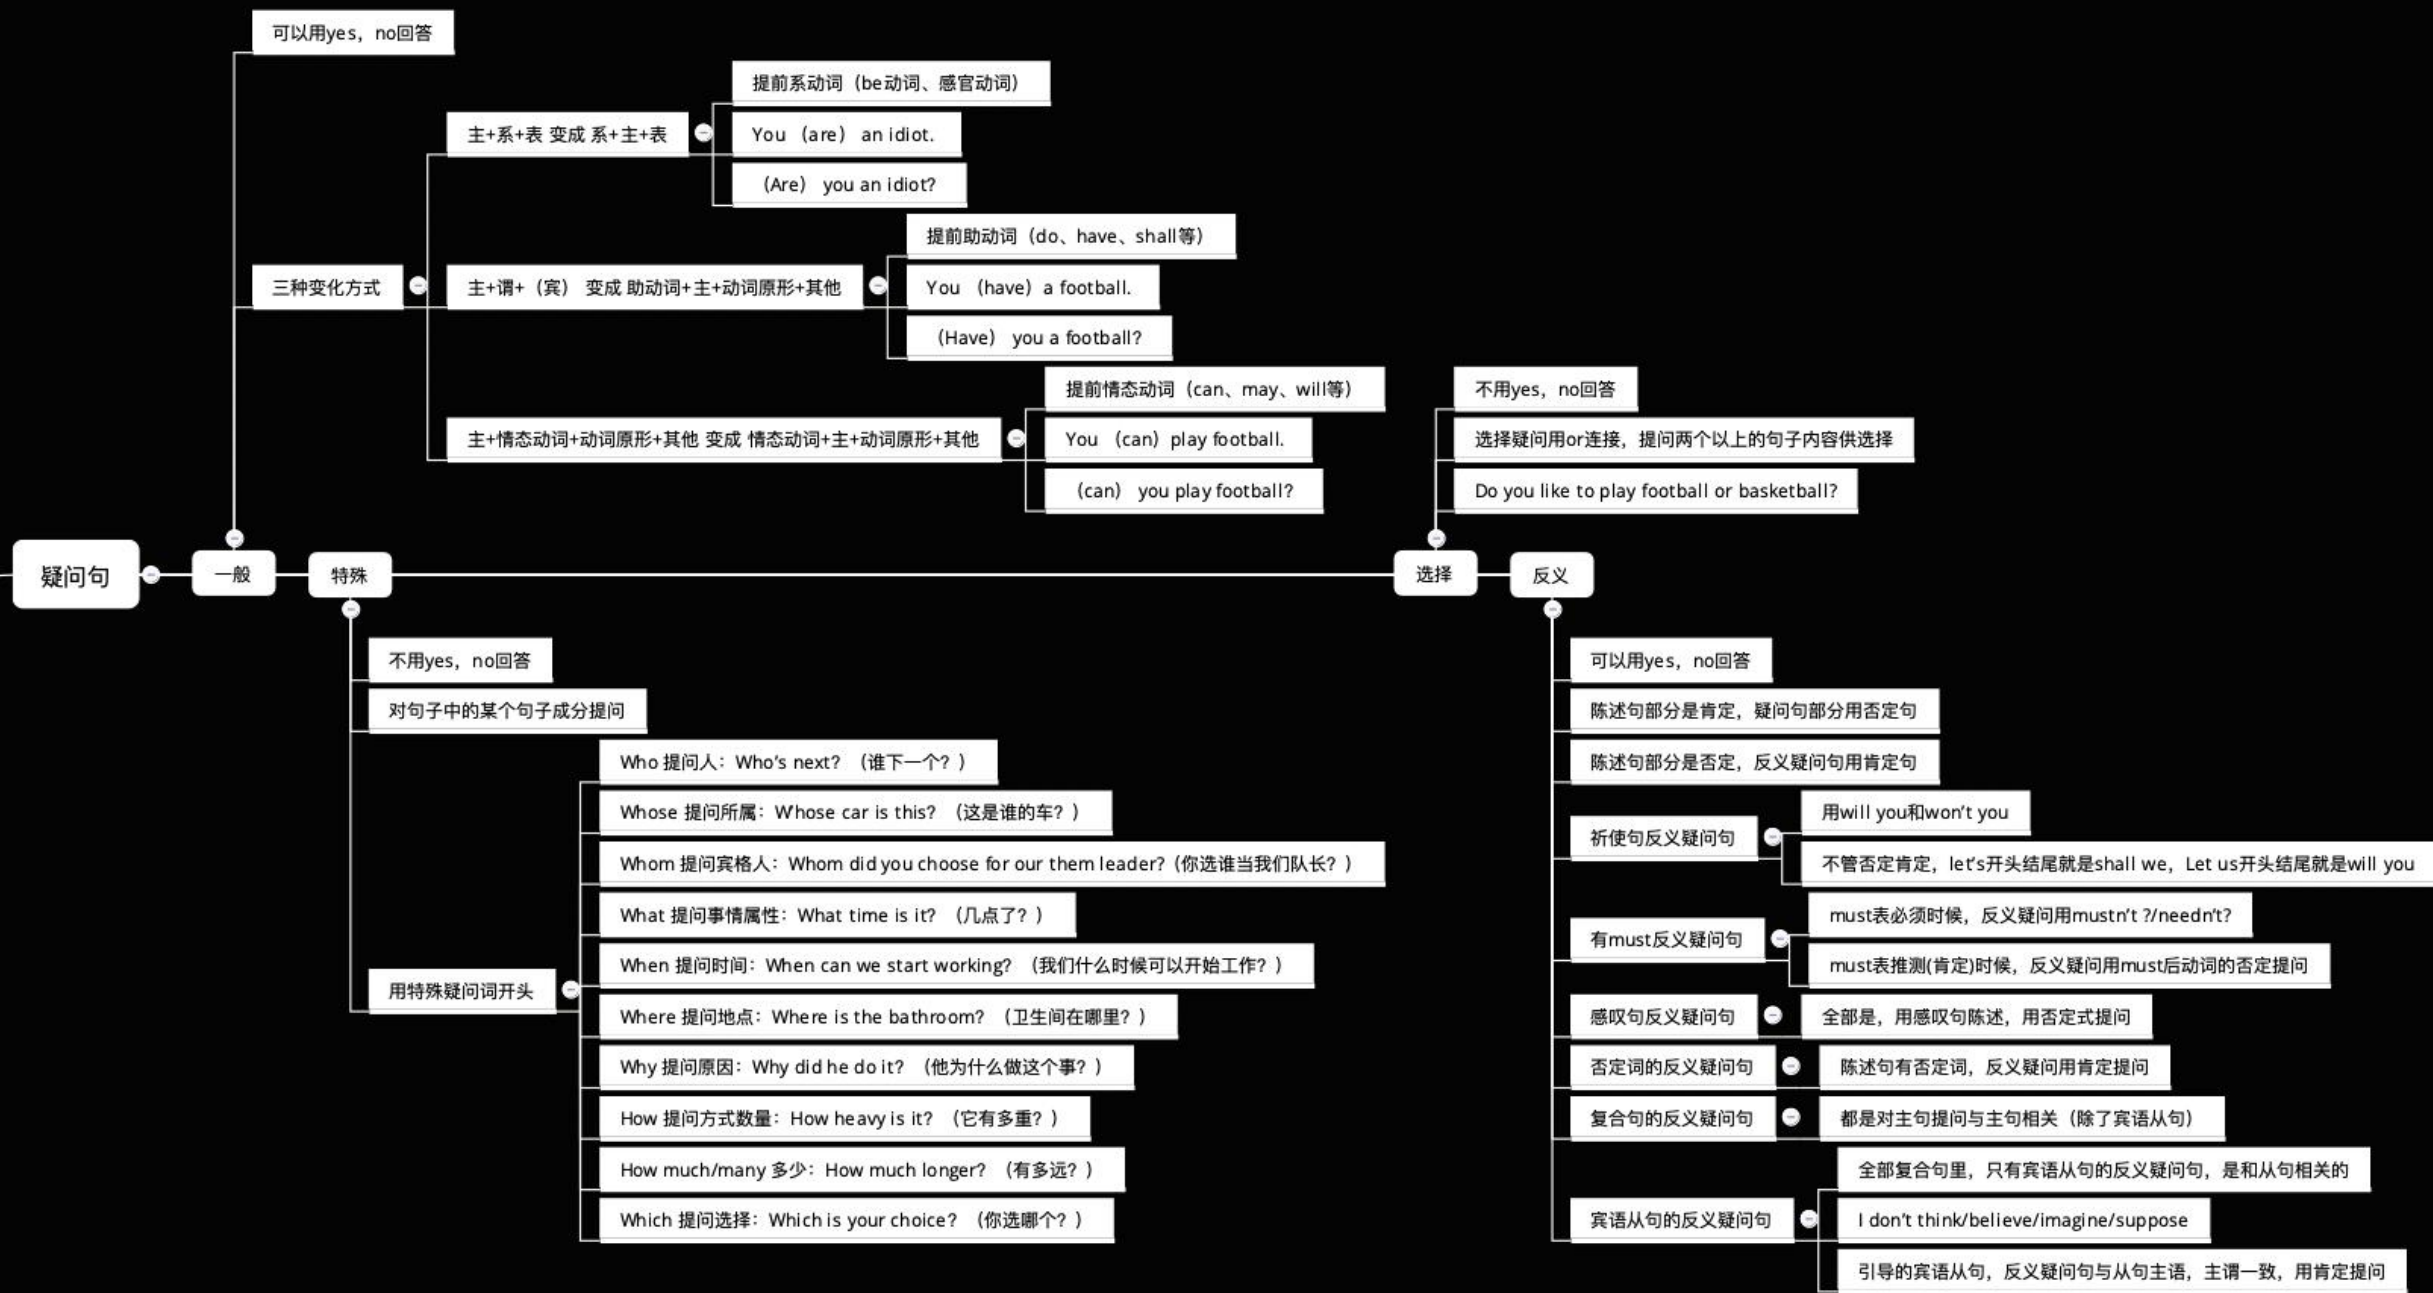 疑问句
一般
可以用yes，no回答
三种变化方式
主+系+表 变成 系+主+表
提前系动词（be动词、感官动词）
You （are） an idiot.
（Are） you an idiot?
主+谓+（宾） 变成 助动词+主+动词原形+其他
提前助动词（do、have、shall等）
You （have）a football.
（Have） you a football?
主+情态动词+动词原形+其他 变成 情态动词+主+动词原形+其他
提前情态动词（can、may、will等）
You （can）play football.
（can） you play football?
特殊
不用yes，no回答
对句子中的某个句子成分提问
用特殊疑问词开头
Who 提问人：Who's next? （谁下一个？）
Whose 提问所属：Whose car is this? （这是谁的车？）
Whom 提问宾格人：Whom did you choose for our them leader?（你选谁当我们队长？）
What 提问事情属性：What time is it? （几点了？）
When 提问时间：When can we start working? （我们什么时候可以开始工作？）
Where 提问地点：Where is the bathroom? （卫生间在哪里？）
Why 提问原因：Why did he do it? （他为什么做这个事？）
How 提问方式数量：How heavy is it? （它有多重？）
How much/many 多少：How much longer? （有多远？）
Which 提问选择：Which is your choice? （你选哪个？）
选择
不用yes，no回答
选择疑问用or连接，提问两个以上的句子内容供选择
Do you like to play football or basketball?
反义
可以用yes，no回答
陈述句部分是肯定，疑问句部分用否定句
陈述句部分是否定，反义疑问句用肯定句
祈使句反义疑问句
用will you和won't you
不管否定肯定，let's开头结尾就是shall we，Let us开头结尾就是will you
有must反义疑问句
must表必须时候，反义疑问用mustn't ?/needn't?
must表推测(肯定)时候，反义疑问用must后动词的否定提问
感叹句反义疑问句
全部是，用感叹句陈述，用否定式提问
否定词的反义疑问句
陈述句有否定词，反义疑问用肯定提问
复合句的反义疑问句
都是对主句提问与主句相关（除了宾语从句）
宾语从句的反义疑问句
全部复合句里，只有宾语从句的反义疑问句，是和从句相关的
I don't think/believe/imagine/suppose
引导的宾语从句，反义疑问句与从句主语，主谓一致，用肯定提问